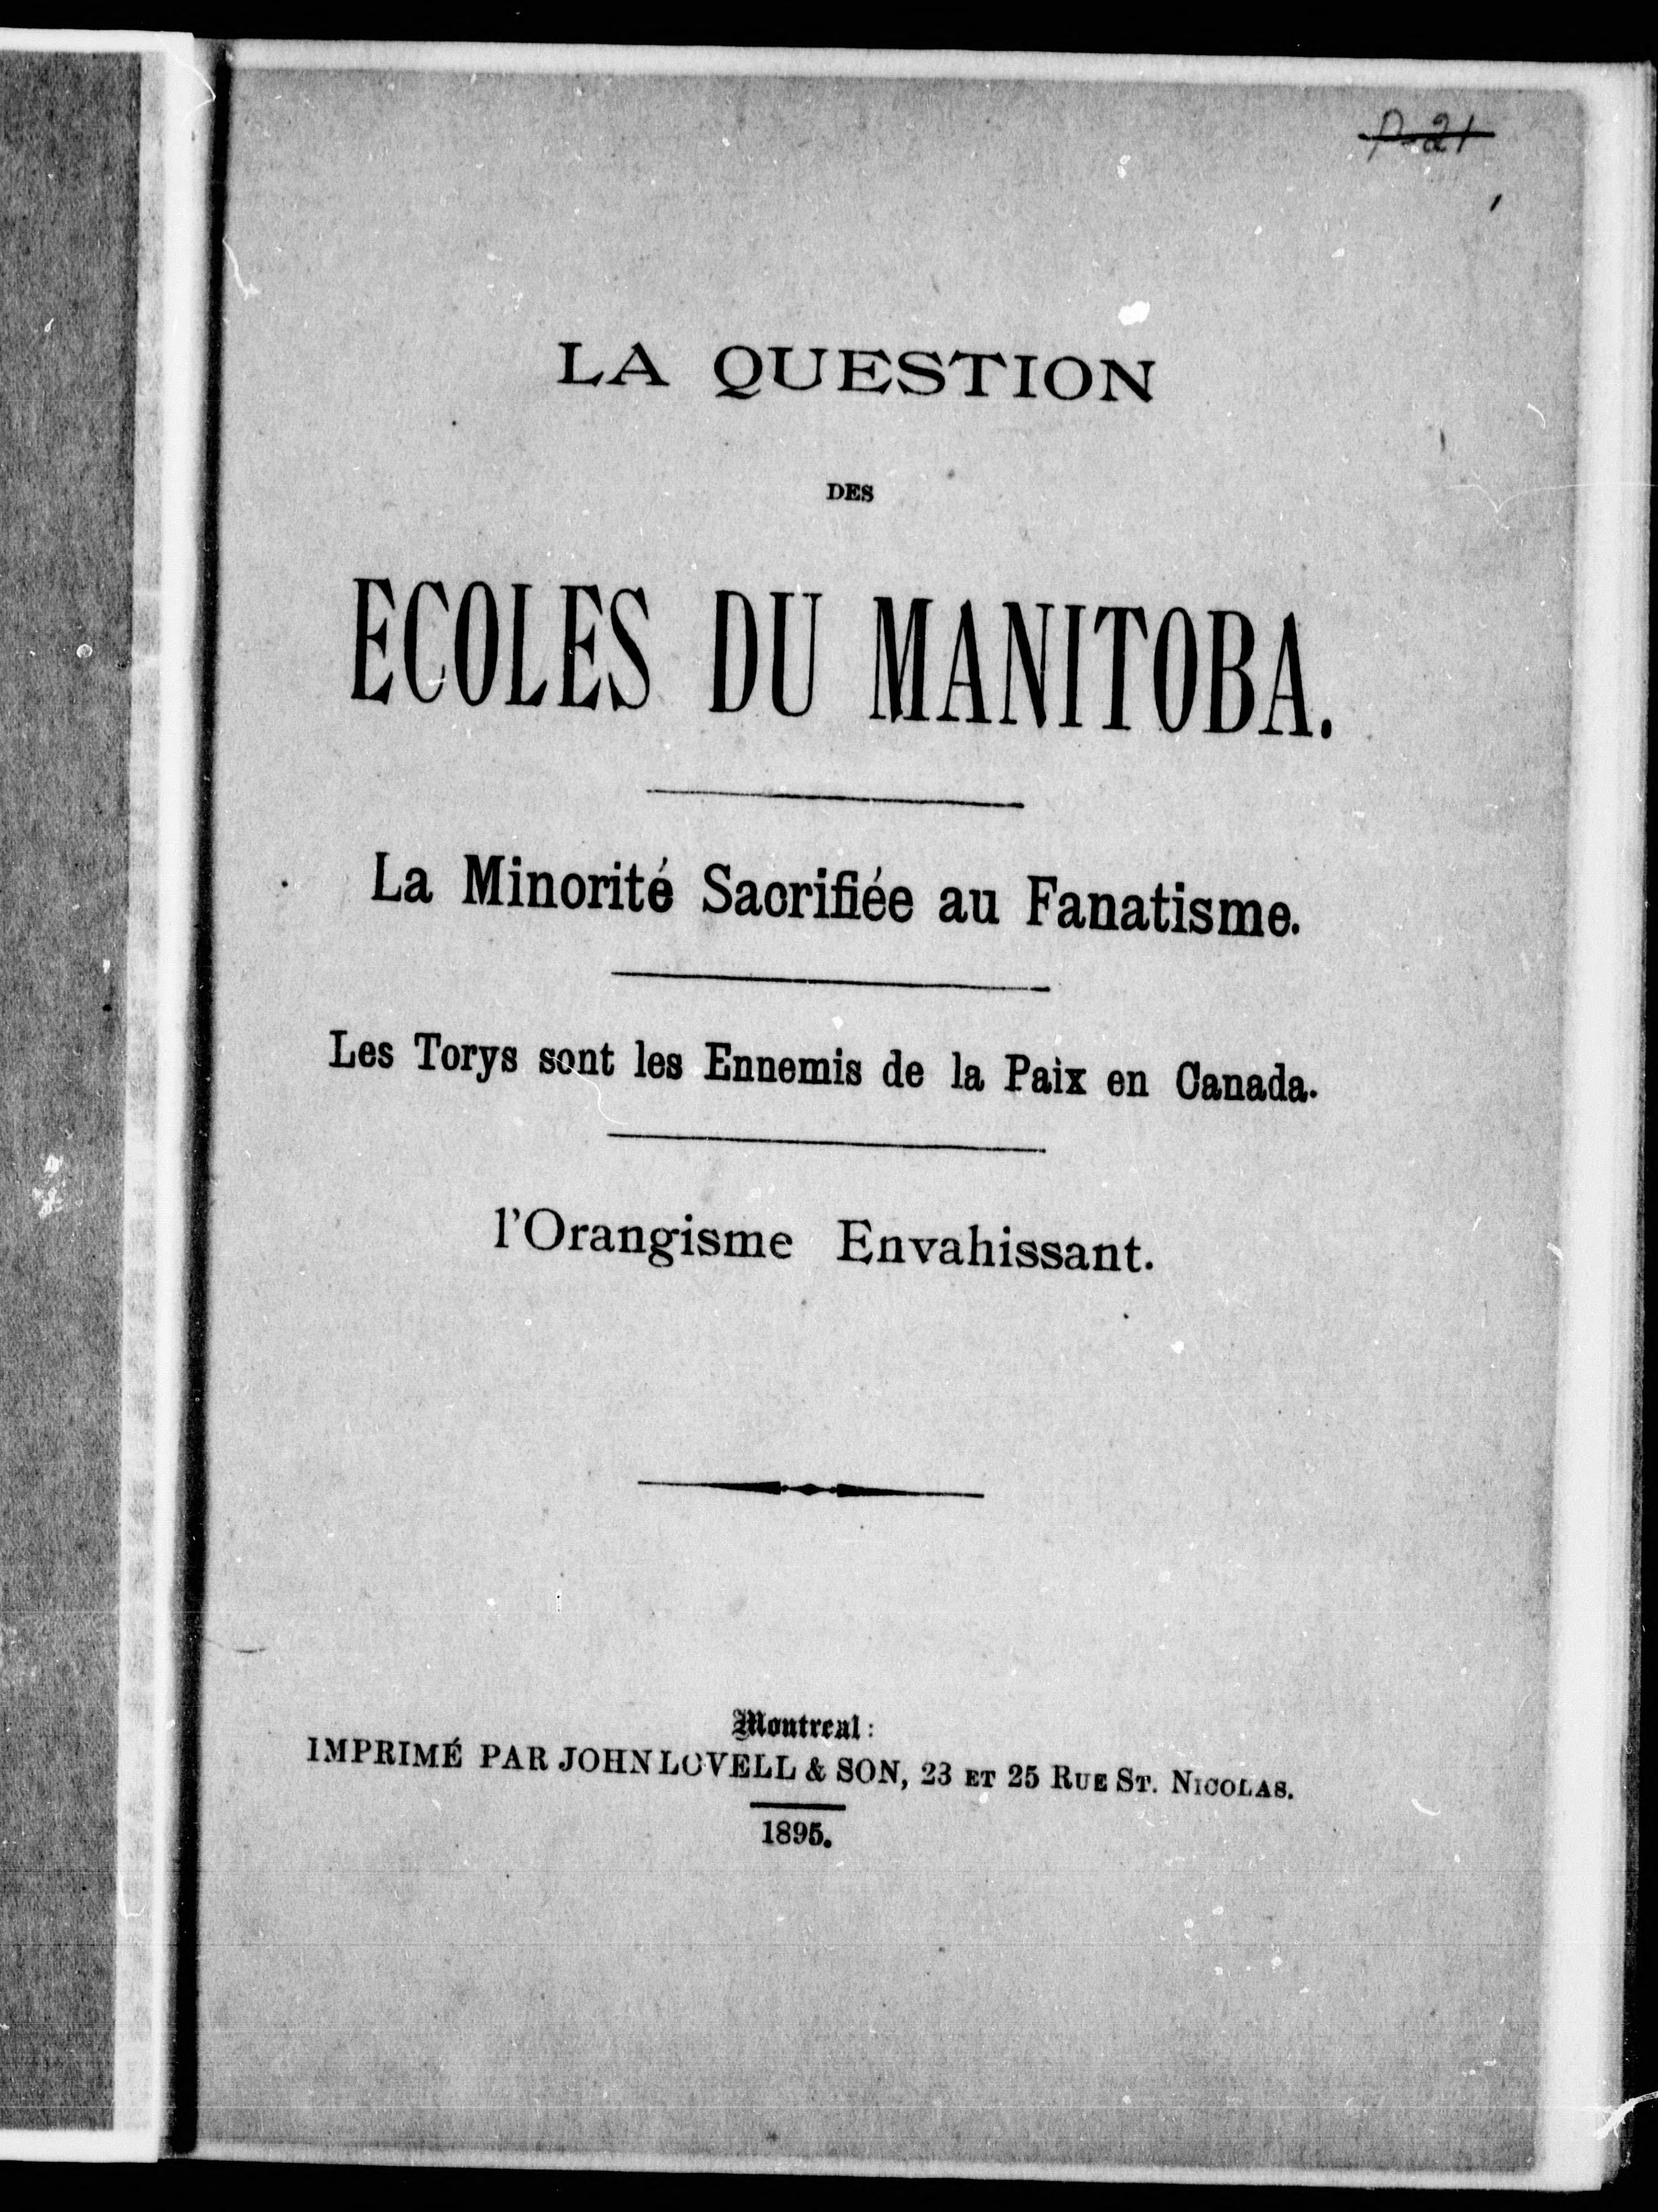 P-21
LA QUESTION
DES
ECOLES DU MANITOBA.
La Minorité Sacrifiée au Fanatisme.
Les Torys sont les Ennemis de la Paix en Canada.
l'Orangisme Envahissant.
Montreal:
IMPRIMÉ PAR JOHN LOVELL & SON, 23 ET 25 RUE ST. NICOLAS.
1895.